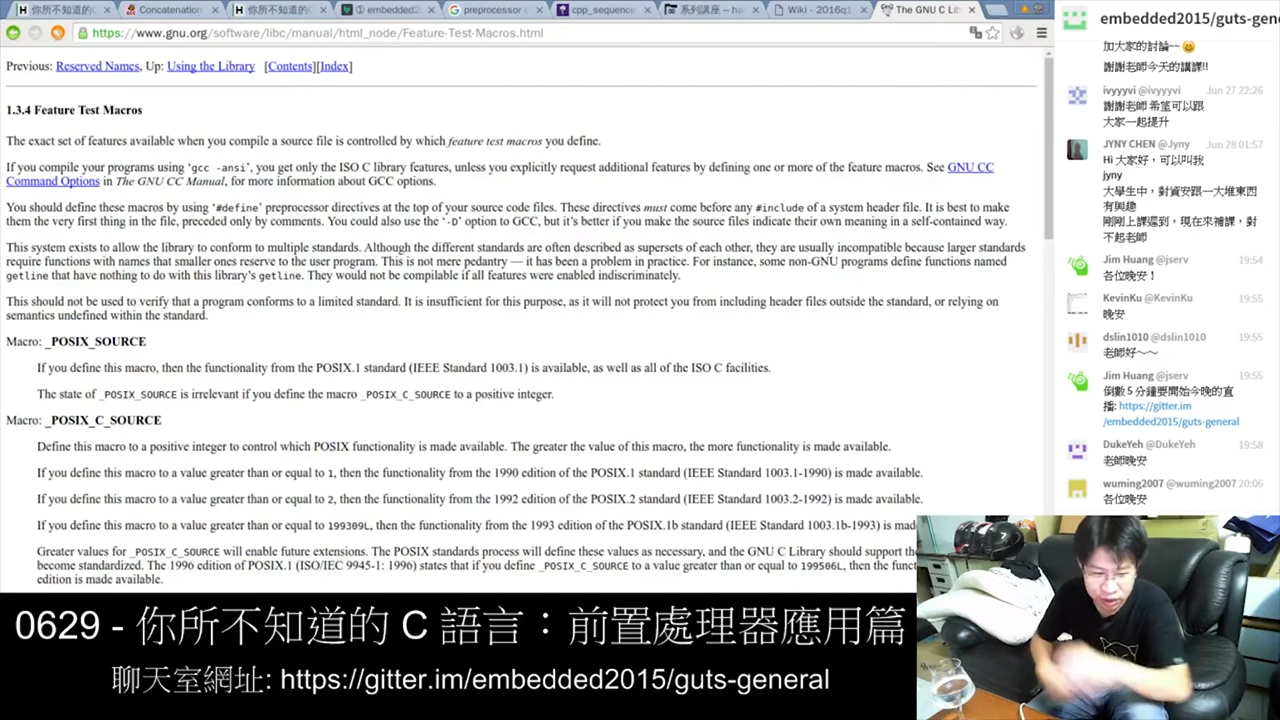 你所不知道的
Concatenation
你所不知道的
embedded2
preprocessor
cpp_sequence
系列講座 – ha
Wiki - 2016q1
The GNU C Lib
https://www.gnu.org/software/libc/manual/html_node/Feature-Test-Macros.html
Previous: Reserved Names, Up: Using the Library [Contents][Index]
1.3.4 Feature Test Macros
The exact set of features available when you compile a source file is controlled by which feature test macros you define.
If you compile your programs using ‘gcc -ansi’, you get only the ISO C library features, unless you explicitly request additional features by defining one or more of the feature macros. See GNU CC
Command Options in The GNU CC Manual, for more information about GCC options.
You should define these macros by using ‘#define’ preprocessor directives at the top of your source code files. These directives must come before any #include of a system header file. It is best to make
them the very first thing in the file, preceded only by comments. You could also use the ‘-D’ option to GCC, but it’s better if you make the source files indicate their own meaning in a self-contained way.
This system exists to allow the library to conform to multiple standards. Although the different standards are often described as supersets of each other, they are usually incompatible because larger standards
require functions with names that smaller ones reserve to the user program. This is not mere pedantry — it has been a problem in practice. For instance, some non-GNU programs define functions named
getline that have nothing to do with this library’s getline. They would not be compilable if all features were enabled indiscriminately.
This should not be used to verify that a program conforms to a limited standard. It is insufficient for this purpose, as it will not protect you from including header files outside the standard, or relying on
semantics undefined within the standard.
Macro: _POSIX_SOURCE
If you define this macro, then the functionality from the POSIX.1 standard (IEEE Standard 1003.1) is available, as well as all of the ISO C facilities.
The state of _POSIX_SOURCE is irrelevant if you define the macro _POSIX_C_SOURCE to a positive integer.
Macro: _POSIX_C_SOURCE
Define this macro to a positive integer to control which POSIX functionality is made available. The greater the value of this macro, the more functionality is made available.
If you define this macro to a value greater than or equal to 1, then the functionality from the 1990 edition of the POSIX.1 standard (IEEE Standard 1003.1-1990) is made available.
If you define this macro to a value greater than or equal to 2, then the functionality from the 1992 edition of the POSIX.2 standard (IEEE Standard 1003.2-1992) is made available.
If you define this macro to a value greater than or equal to 199309L, then the functionality from the 1993 edition of the POSIX.1b standard (IEEE Standard 1003.1b-1993) is made
Greater values for _POSIX_C_SOURCE will enable future extensions. The POSIX standards process will define these values as necessary, and the GNU C Library should support the
become standardized. The 1996 edition of POSIX.1 (ISO/IEC 9945-1: 1996) states that if you define _POSIX_C_SOURCE to a value greater than or equal to 199506L, then the funct
edition is made available.
embedded2015/guts-gen
加大家的討論~~
謝謝老師今天的講課!!
ivyyyvi @ivyyyvi Jun 27 22:26
謝謝老師 希望可以跟
大家一起提升
JYNY CHEN @Jyny Jun 28 01:57
Hi 大家好，可以叫我
jyny
大學生中，對資安跟一大堆東西
有興趣
剛剛上課遲到，現在來補課，對
不起老師
Jim Huang @jserv 19:54
各位晚安！
KevinKu @KevinKu 19:55
晚安
dslin1010 @dslin1010 19:55
老師好～～
Jim Huang @jserv 19:55
倒數 5 分鐘要開始今晚的直
播: https://gitter.im
/embedded2015/guts-general
DukeYeh @DukeYeh 19:58
老師晚安
wuming2007 @wuming2007 20:06
各位晚安
0629 - 你所不知道的 C 語言：前置處理器應用篇
聊天室網址: https://gitter.im/embedded2015/guts-general